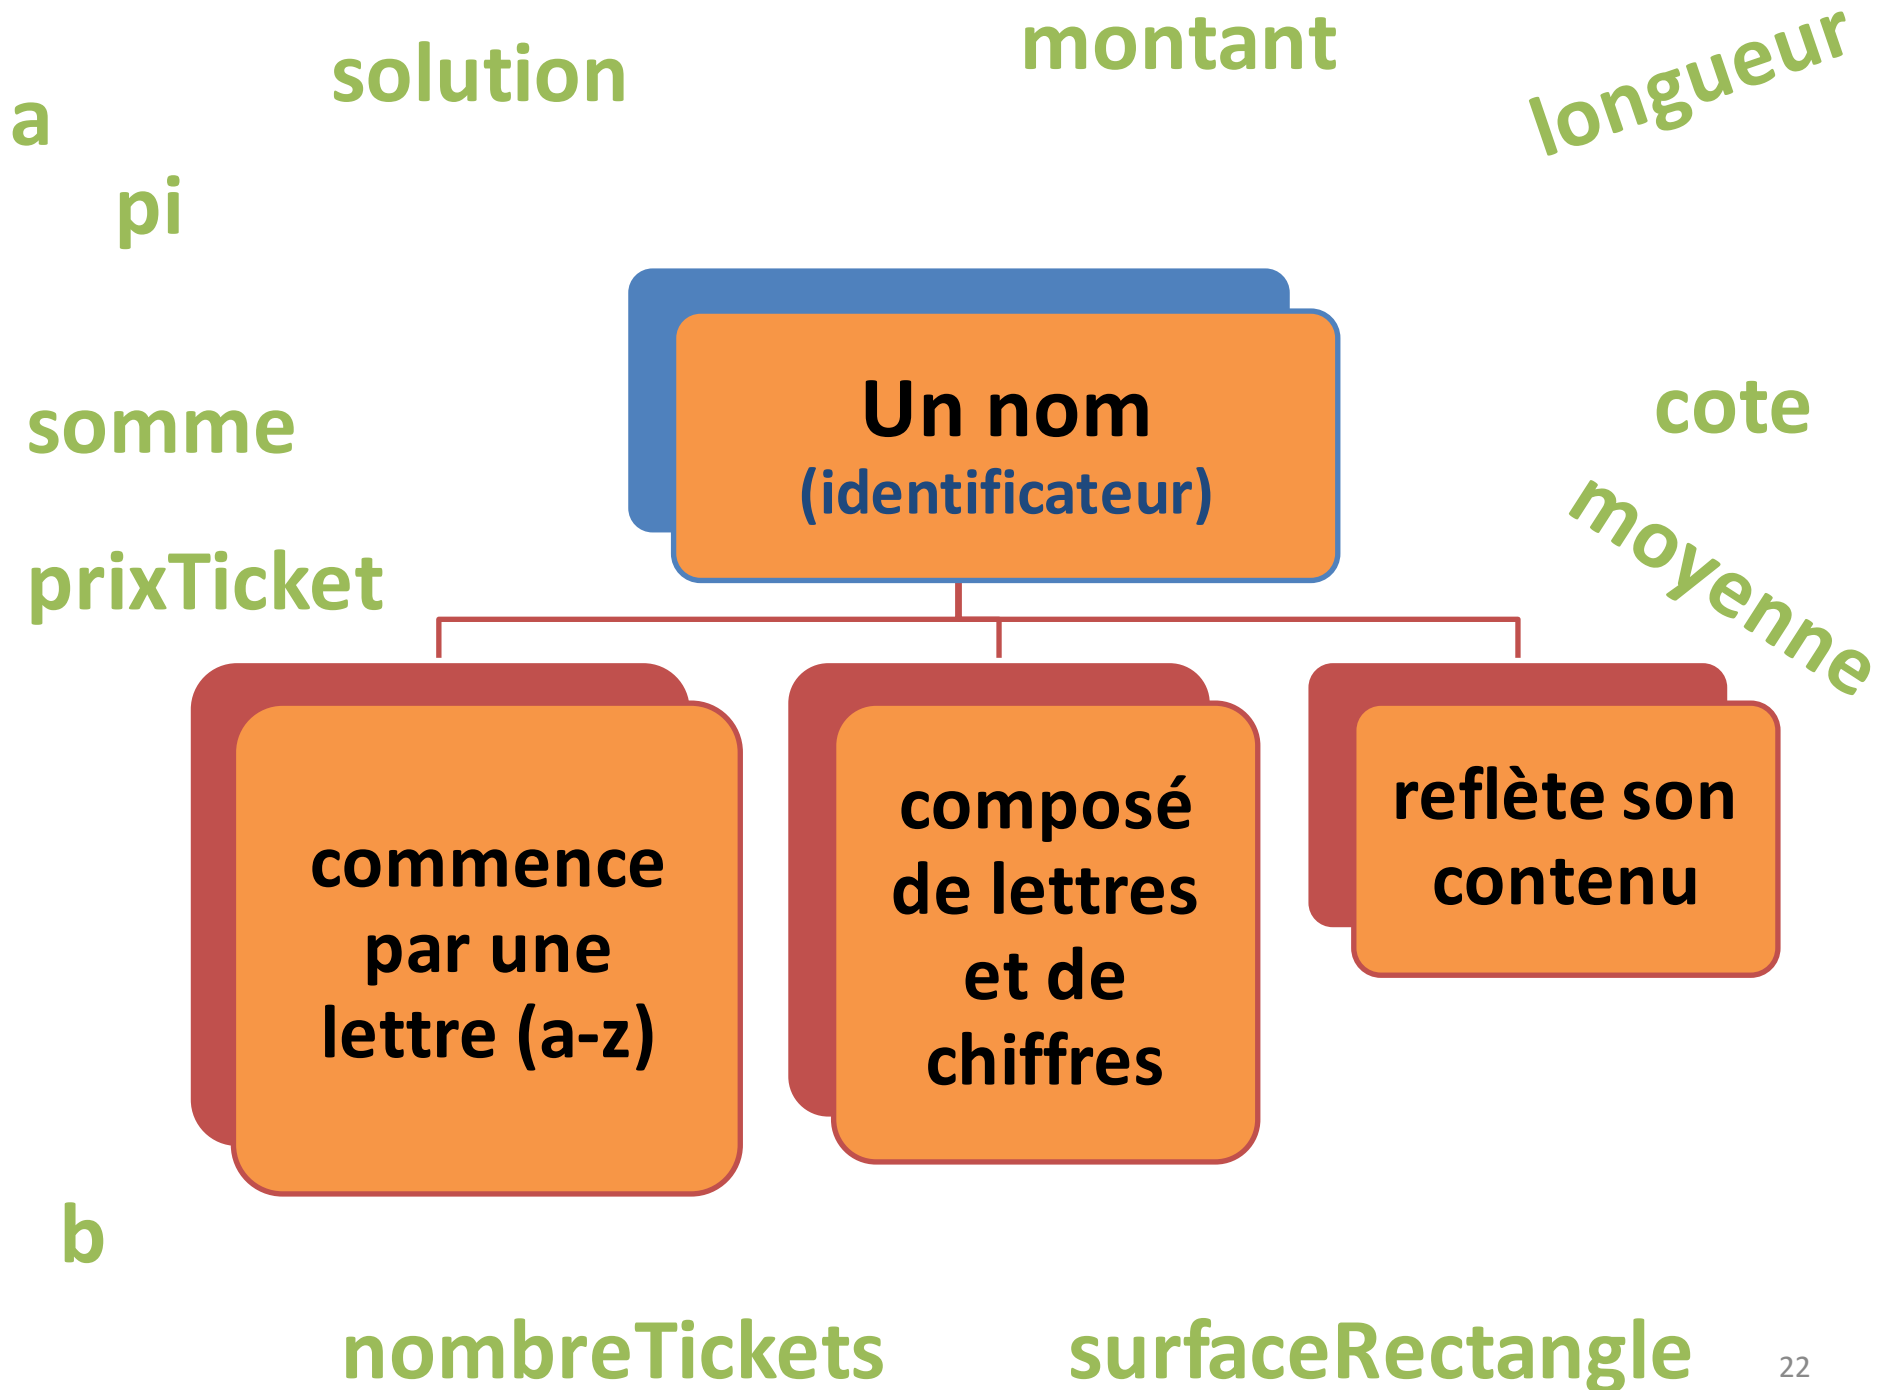 montant
longueur
solution
a
pi
Un nom
(identificateur)
somme
cote
moyenne
prixTicket
commence
par une
lettre (a-z)
composé
de lettres
et de
chiffres
reflète son
contenu
b
nombreTickets
surfaceRectangle
22